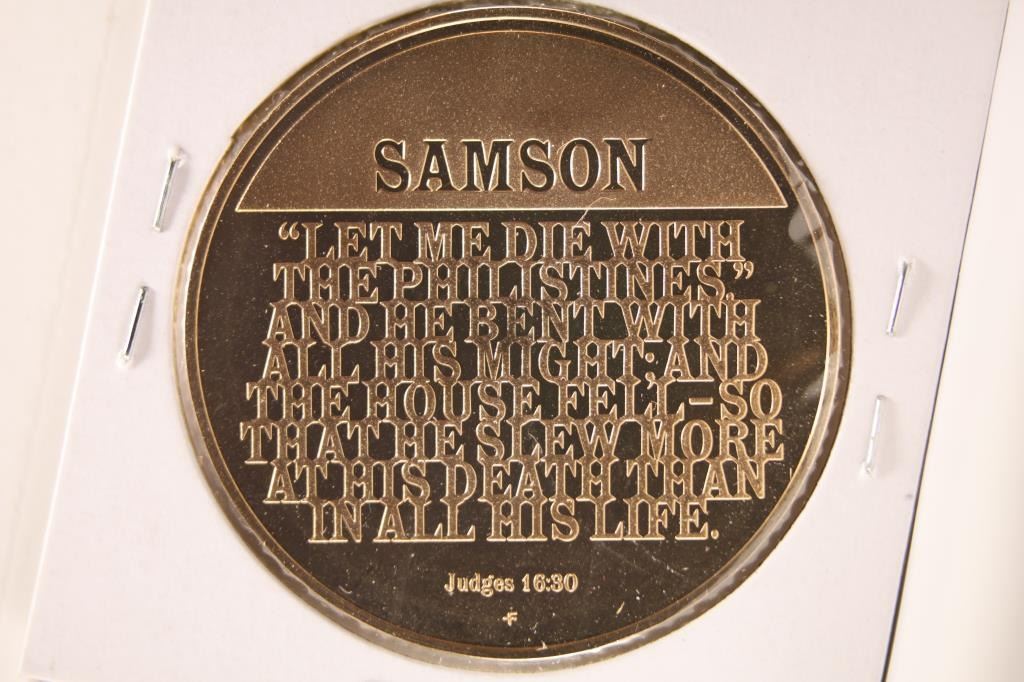 SAMSON
“LET ME DIE WITH
THE PHILISTINES,”
AND HE BENT WITH
ALL HIS MIGHT; AND
THE HOUSE FELL,–SO
THAT HE SLEW MORE
AT HIS DEATH THAN
IN ALL HIS LIFE.
Judges 16:30